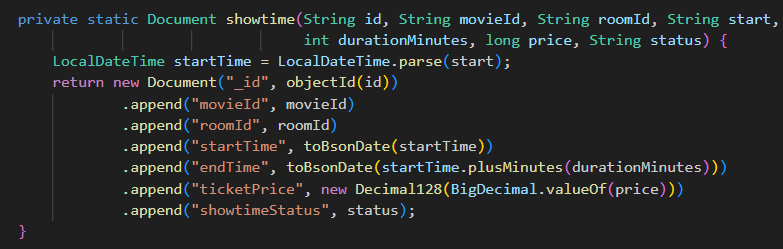 private static Document showtime(String id, String movieId, String roomId, String start,
int durationMinutes, long price, String status) {
LocalDateTime startTime = LocalDateTime.parse(start);
return new Document("_id", objectId(id))
.append("movieId", movieId)
.append("roomId", roomId)
.append("startTime", toBsonDate(startTime))
.append("endTime", toBsonDate(startTime.plusMinutes(durationMinutes)))
.append("ticketPrice", new Decimal128(BigDecimal.valueOf(price)))
.append("showtimeStatus", status);
}